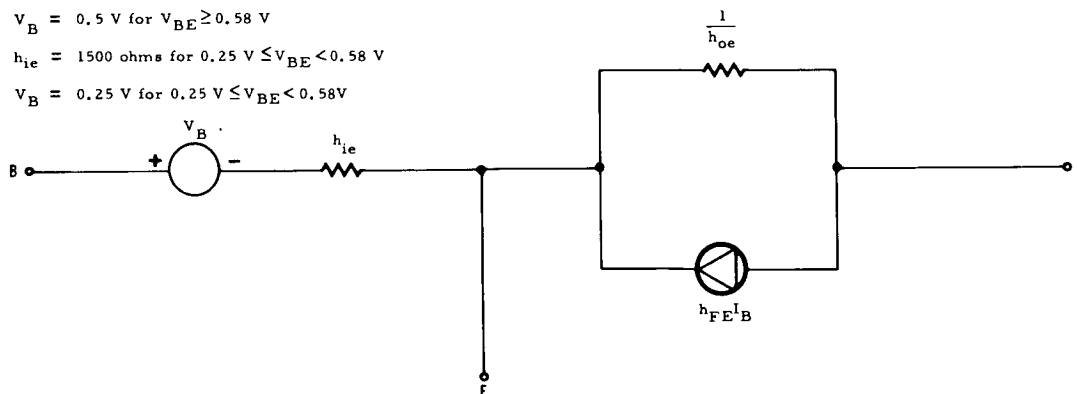 V_B = 0.5 V for V_BE ≥ 0.58 V
h_ie = 1500 ohms for 0.25 V ≤ V_BE < 0.58 V
V_B = 0.25 V for 0.25 V ≤ V_BE < 0.58V
1
h_oe
V_B
+ -
h_ie
B
h_FE I_B